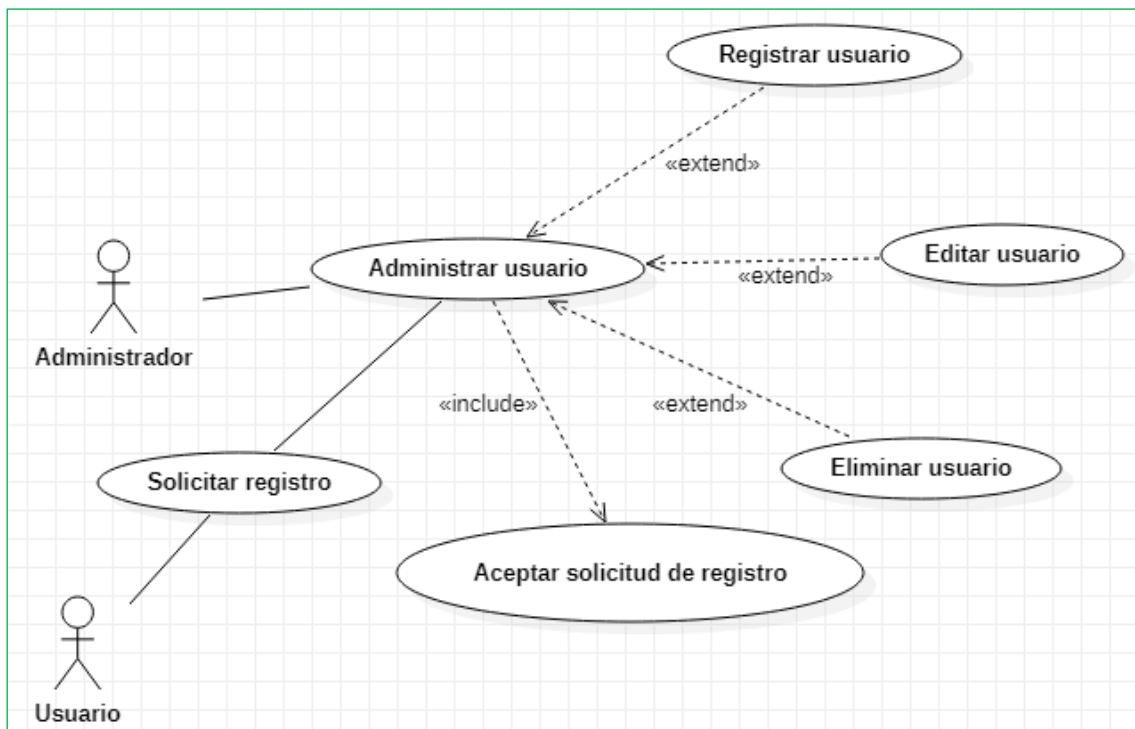 Registrar usuario
«extend»
Administrar usuario
Editar usuario
«extend»
Administrador
«include»
«extend»
Solicitar registro
Eliminar usuario
Aceptar solicitud de registro
Usuario